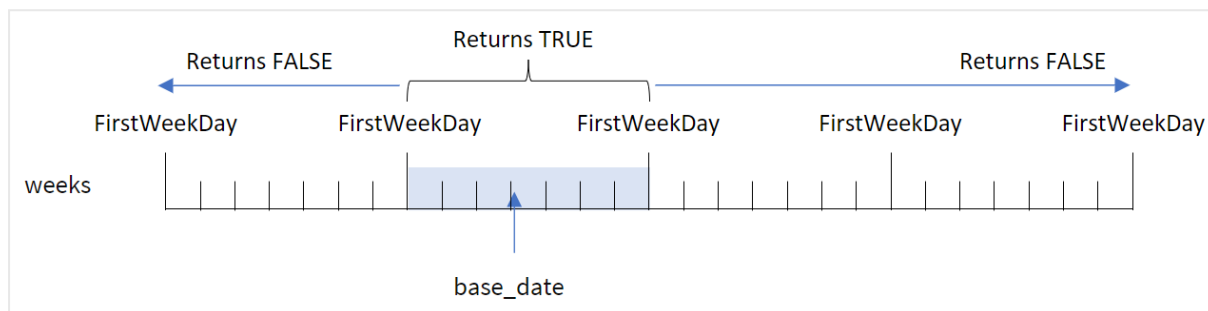 Returns TRUE
Returns FALSE
Returns FALSE
FirstWeekDay FirstWeekDay FirstWeekDay FirstWeekDay FirstWeekDay
weeks
base_date